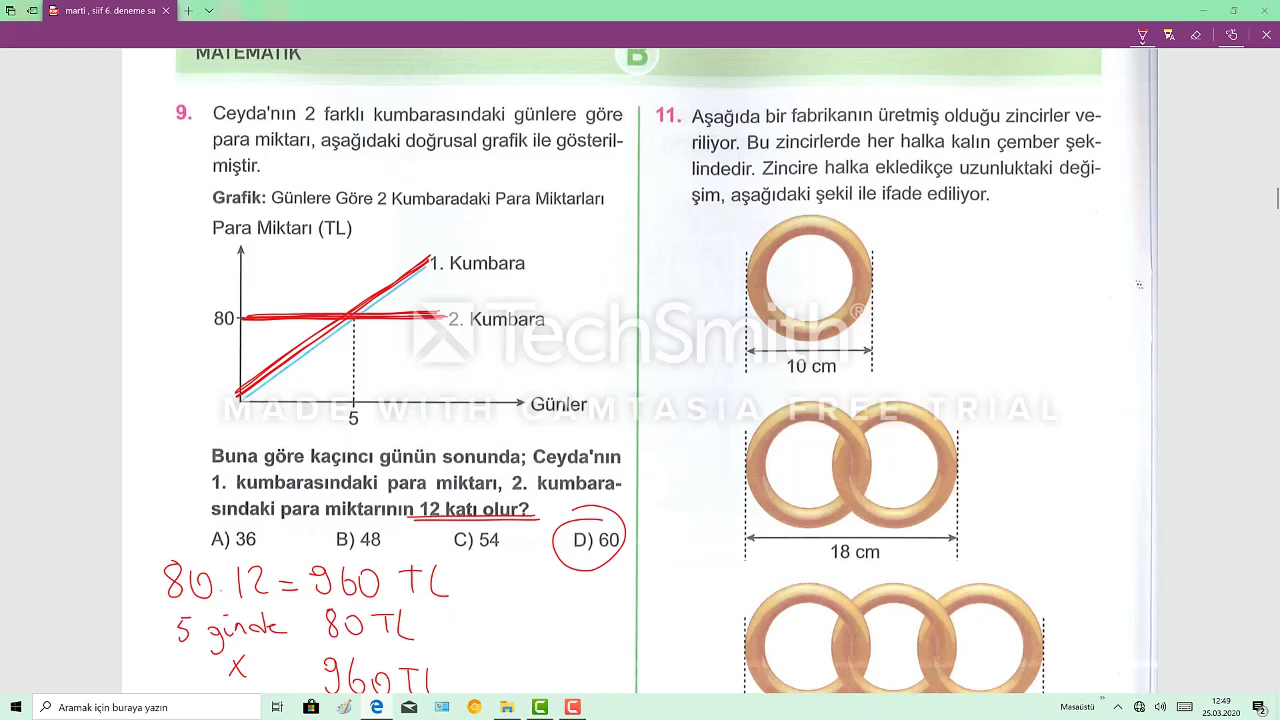 marti , siif 6. deneme sa
MATEMATİK
B
9. Ceyda'nın 2 farklı kumbarasındaki günlere göre
para miktarı, aşağıdaki doğrusal grafik ile gösteril-
miştir.
Grafik: Günlere Göre 2 Kumbaradaki Para Miktarları
Para Miktarı (TL)
1. Kumbara
80
2. Kumbara
Günler
5
Buna göre kaçıncı günün sonunda; Ceyda'nın
1. kumbarasındaki para miktarı, 2. kumbara-
sındaki para miktarının 12 katı olur?
A) 36 B) 48 C) 54 D) 60
80.12 = 960 TL
5 günde 80 TL
x 960 TL
11. Aşağıda bir fabrikanın üretmiş olduğu zincirler ve-
riliyor. Bu zincirlerde her halka kalın çember şek-
lindedir. Zincire halka ekledikçe uzunluktaki deği-
şim, aşağıdaki şekil ile ifade ediliyor.
10 cm
18 cm
TechSmith®
MADE WITH CAMTASIA FREE TRIAL
Aramak için buraya yazın
Masaüstü
12:49
25.03.2020
2